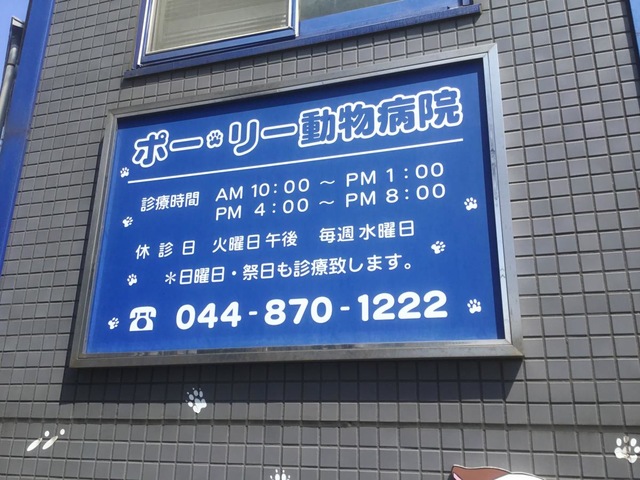 ポー・リー動物病院
診療時間 AM 10:00 ～ PM 1:00
PM 4:00 ～ PM 8:00
休診日 火曜日午後 毎週水曜日
＊日曜日・祭日も診療致します。
☎ 044-870-1222